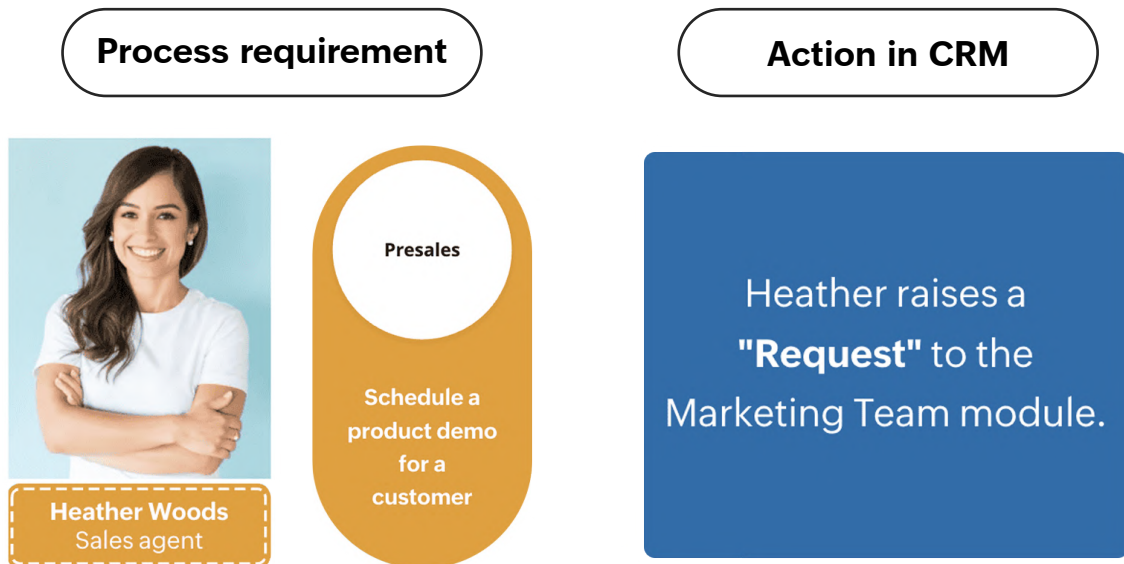 Process requirement
Action in CRM
Heather Woods
Sales agent
Presales
Schedule a
product demo
for a
customer
Heather raises a
"Request" to the
Marketing Team module.